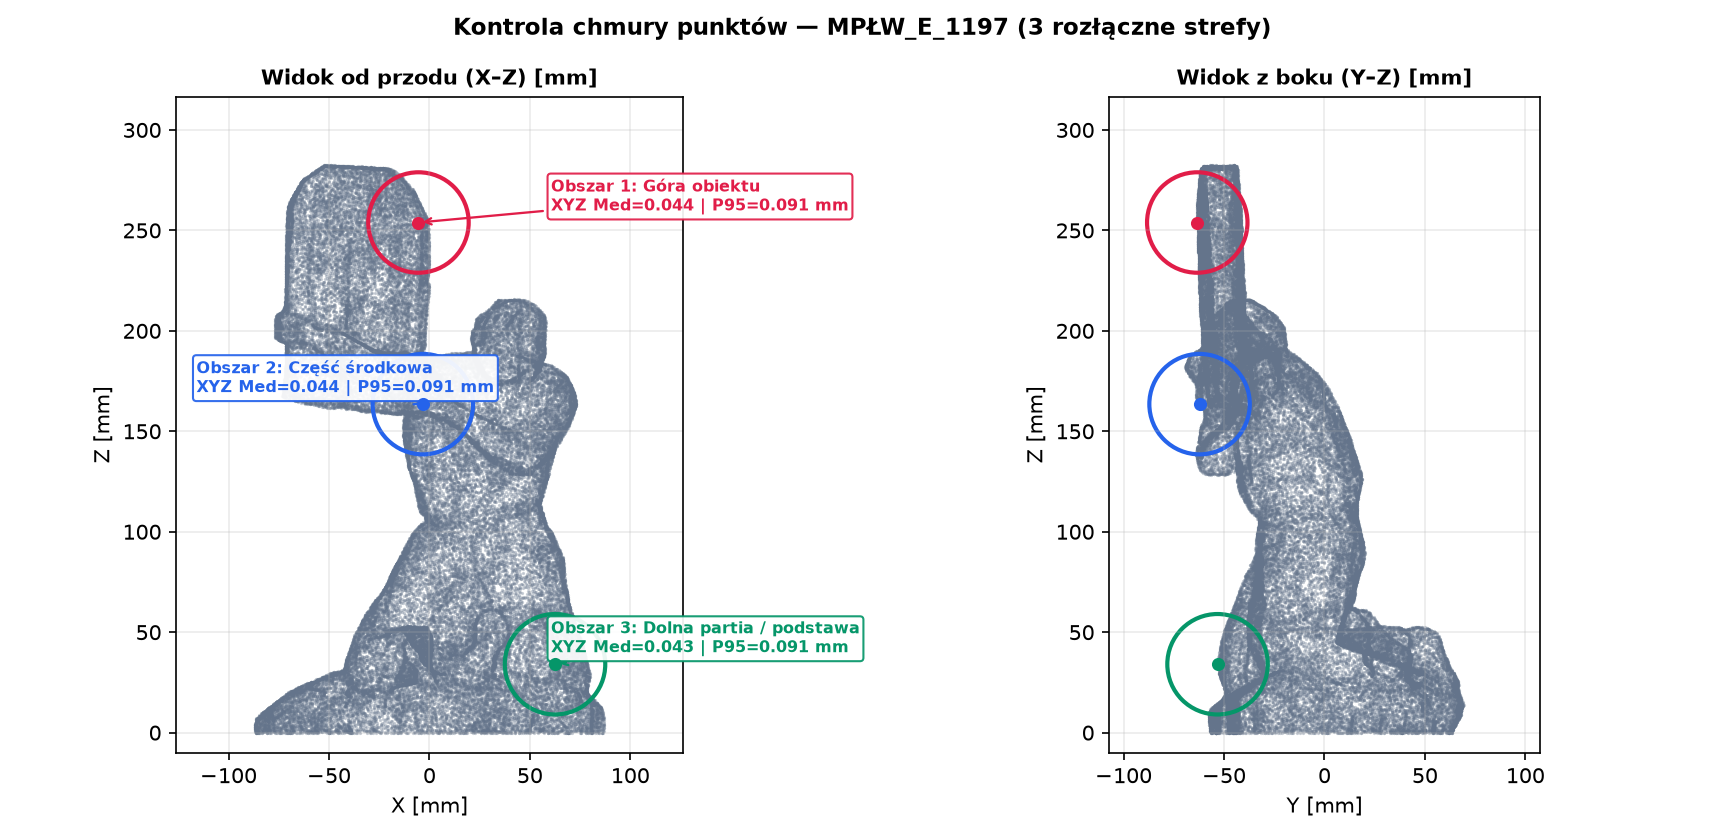 Kontrola chmury punktów — MPŁW_E_1197 (3 rozłączne strefy)
Widok od przodu (X–Z) [mm]
300
250
200
150
100
50
0
Z [mm]
−100
−50
0
50
100
X [mm]
Obszar 1: Góra obiektu
XYZ Med=0.044 | P95=0.091 mm
Obszar 2: Część środkowa
XYZ Med=0.044 | P95=0.091 mm
Obszar 3: Dolna partia / podstawa
XYZ Med=0.043 | P95=0.091 mm
Widok z boku (Y–Z) [mm]
300
250
200
150
100
50
0
Z [mm]
−100
−50
0
50
100
Y [mm]